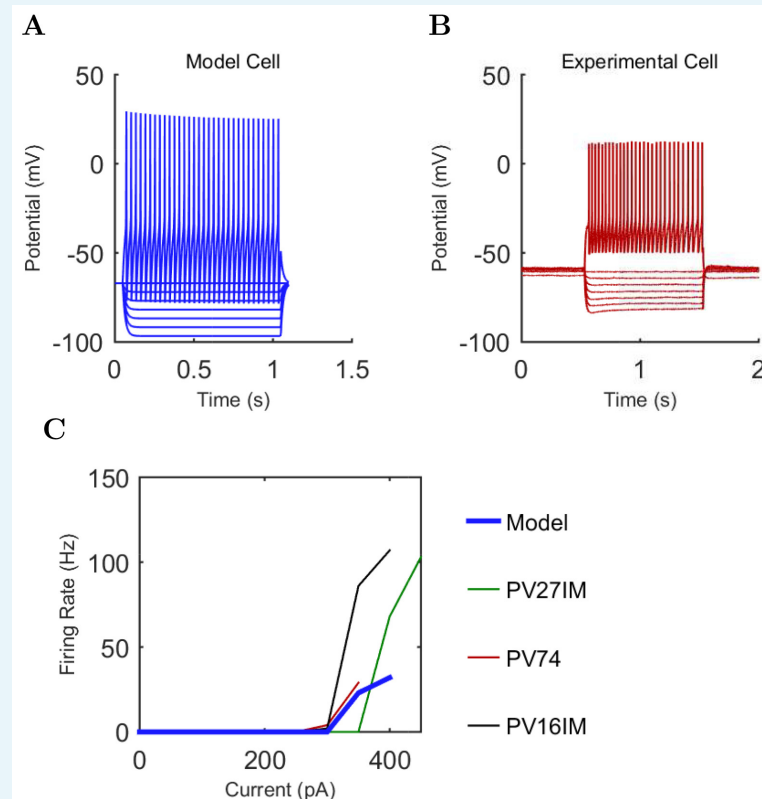 A
Model Cell
50
0
-50
-100
Potential (mV)
0
0.5
1
1.5
Time (s)
B
Experimental Cell
50
0
-50
-100
Potential (mV)
0
1
2
Time (s)
C
150
100
50
0
Firing Rate (Hz)
0
200
400
Current (pA)
Model
PV27IM
PV74
PV16IM